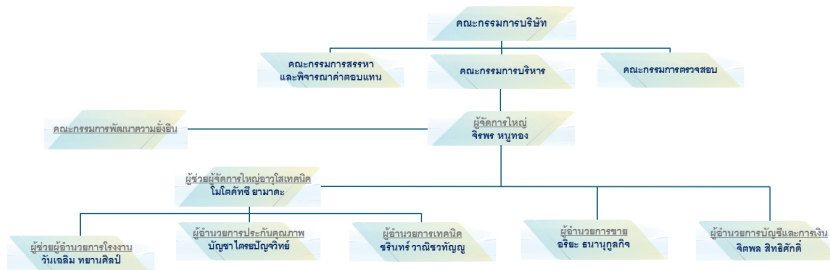 คณะกรรมการบริษัท
คณะกรรมการสรรหา
และพิจารณาค่าตอบแทน
คณะกรรมการบริหาร
คณะกรรมการตรวจสอบ
คณะกรรมการพัฒนาความยั่งยืน
ผู้จัดการใหญ่
จิรพร หนูทอง
ผู้ช่วยผู้จัดการใหญ่อาวุโสเทคนิค
โมโตคัทซึ ยามาดะ
ผู้ช่วยผู้อำนวยการโรงงาน
วันเฉลิม ทยานศิลป์
ผู้อำนวยการประกันคุณภาพ
บัญชา ไตรยปัญจวิทย์
ผู้อำนวยการเทคนิค
ชรินทร์ วาณิชวทัญญู
ผู้อำนวยการขาย
อริยะ ธนานุกูลกิจ
ผู้อำนวยการบัญชีและการเงิน
จิตพล สิทธิศักดิ์